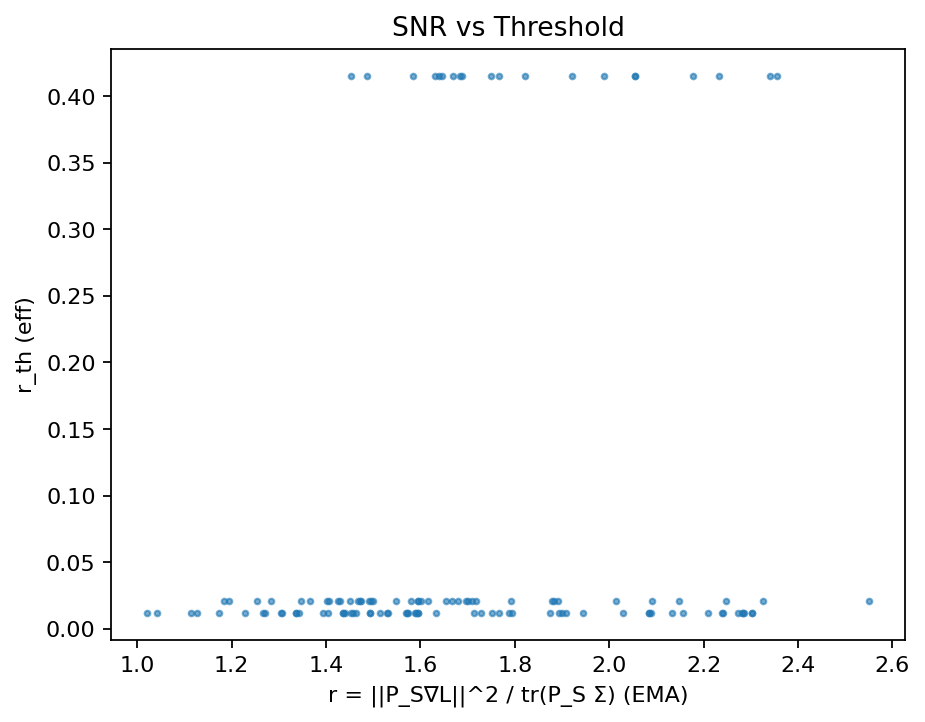 SNR vs Threshold
r_th (eff)
0.40
0.35
0.30
0.25
0.20
0.15
0.10
0.05
0.00
1.0 1.2 1.4 1.6 1.8 2.0 2.2 2.4 2.6
r = ||P_S∇L||^2 / tr(P_S Σ) (EMA)